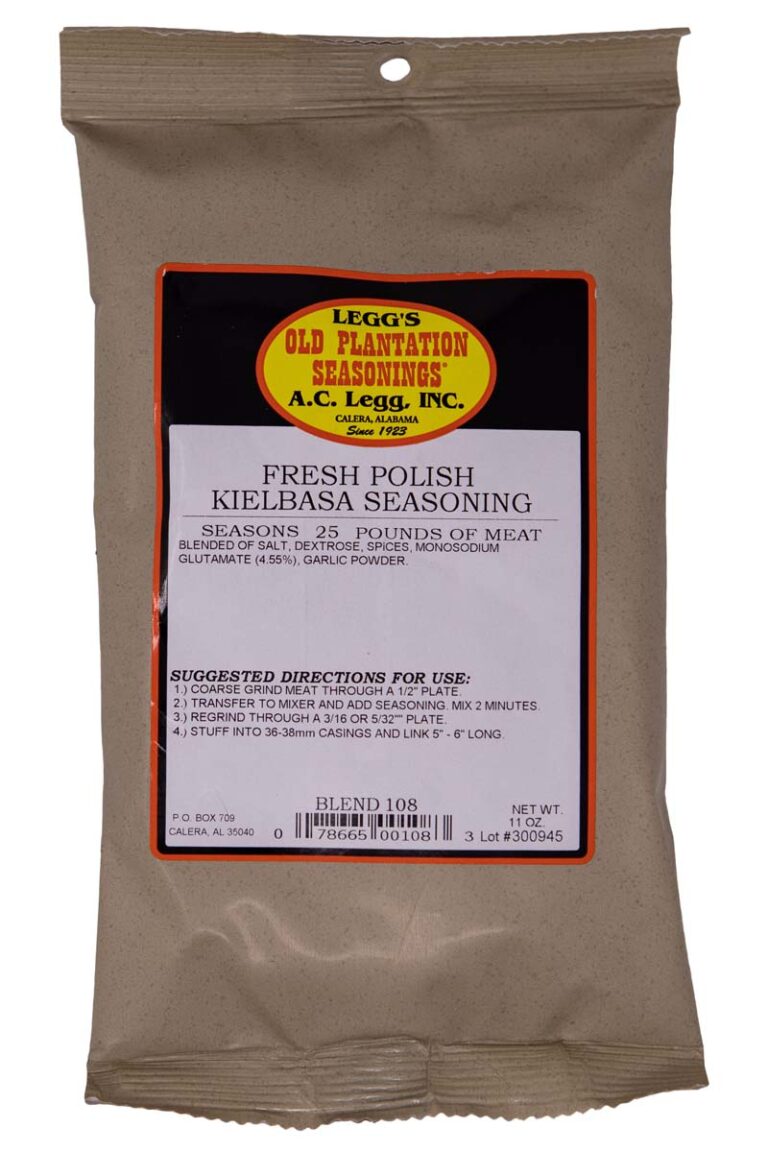 LEGG'S
OLD PLANTATION
SEASONINGS®
A.C. Legg, INC.
CALERA, ALABAMA
Since 1923
FRESH POLISH
KIELBASA SEASONING
SEASONS 25 POUNDS OF MEAT
BLENDED OF SALT, DEXTROSE, SPICES, MONOSODIUM
GLUTAMATE (4.55%), GARLIC POWDER.
SUGGESTED DIRECTIONS FOR USE:
1.) COARSE GRIND MEAT THROUGH A 1/2" PLATE.
2.) TRANSFER TO MIXER AND ADD SEASONING. MIX 2 MINUTES.
3.) REGRIND THROUGH A 3/16 OR 5/32"" PLATE.
4.) STUFF INTO 36-38mm CASINGS AND LINK 5" - 6" LONG.
BLEND 108
P.O. BOX 709
CALERA, AL 35040
0 78665 00108 3
NET WT.
11 OZ.
Lot #300945